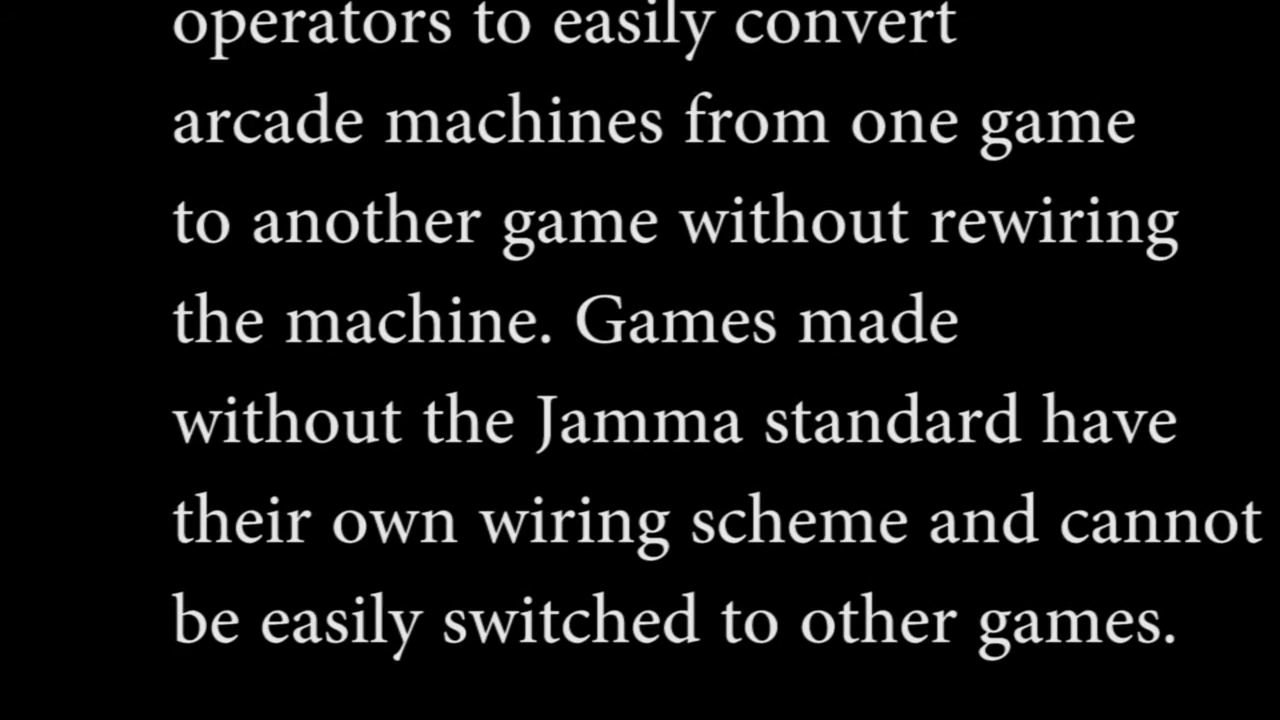 operators to easily convert
arcade machines from one game
to another game without rewiring
the machine. Games made
without the Jamma standard have
their own wiring scheme and cannot
be easily switched to other games.